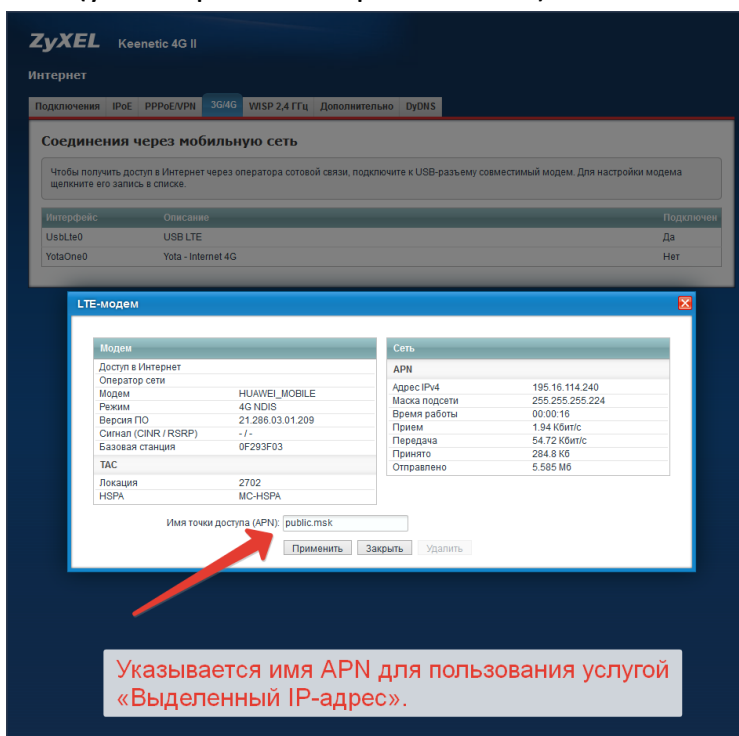 ZyXEL Keenetic 4G II
Интернет
Подключения IPoE PPPoE/VPN 3G/4G WISP 2,4 ГГц Дополнительно DyDNS
Соединения через мобильную сеть
Чтобы получить доступ в Интернет через оператора сотовой связи, подключите к USB-разъему совместимый модем. Для настройки модема
щелкните его запись в списке.
Интерфейс Описание Подключен
UsbLte0 USB LTE Да
YotaOne0 Yota - Internet 4G Нет
LTE-модем
Модем
Доступ в Интернет
Оператор сети
Модем HUAWEI_MOBILE
Режим 4G NDIS
Версия ПО 21.286.03.01.209
Сигнал (CINR / RSRP) - / -
Базовая станция 0F293F03
TAC
Локация 2702
HSPA MC-HSPA
Сеть
APN
Адрес IPv4 195.16.114.240
Маска подсети 255.255.255.224
Время работы 00:00:16
Прием 1.94 Кбит/с
Передача 54.72 Кбит/с
Принято 284.8 Кб
Отправлено 5.585 Мб
Имя точки доступа (APN): public.msk
Применить Закрыть Удалить
Указывается имя APN для пользования услугой
«Выделенный IP-адрес».